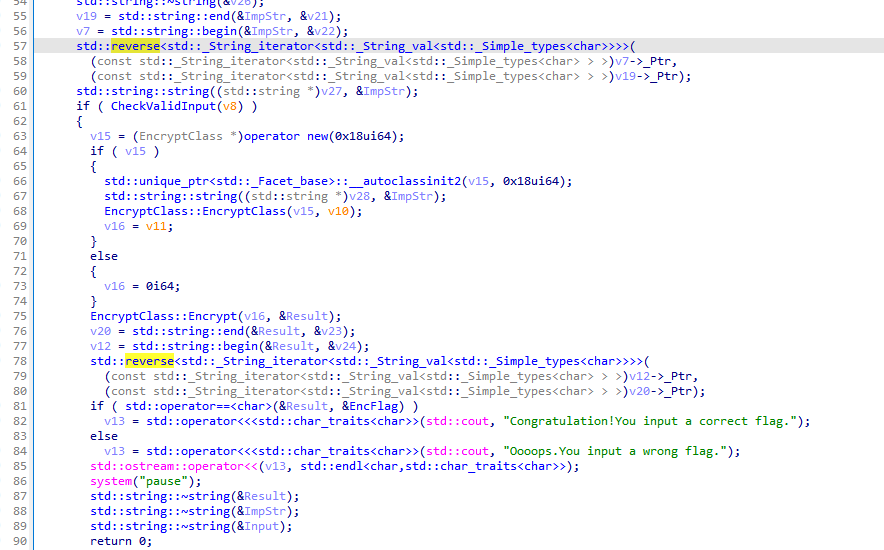 54 std::string::~string(&v26);
55 v19 = std::string::end(&ImpStr, &v21);
56 v7 = std::string::begin(&ImpStr, &v22);
57 std::reverse<std::_String_iterator<std::_String_val<std::_Simple_types<char>>>>(
58 (const std::_String_iterator<std::_String_val<std::_Simple_types<char> > >)v7->_Ptr,
59 (const std::_String_iterator<std::_String_val<std::_Simple_types<char> > >)v19->_Ptr);
60 std::string::string((std::string *)v27, &ImpStr);
61 if ( CheckValidInput(v8) )
62 {
63 v15 = (EncryptClass *)operator new(0x18ui64);
64 if ( v15 )
65 {
66 std::unique_ptr<std::_Facet_base>::__autoclassinit2(v15, 0x18ui64);
67 std::string::string((std::string *)v28, &ImpStr);
68 EncryptClass::EncryptClass(v15, v10);
69 v16 = v11;
70 }
71 else
72 {
73 v16 = 0i64;
74 }
75 EncryptClass::Encrypt(v16, &Result);
76 v20 = std::string::end(&Result, &v23);
77 v12 = std::string::begin(&Result, &v24);
78 std::reverse<std::_String_iterator<std::_String_val<std::_Simple_types<char>>>>(
79 (const std::_String_iterator<std::_String_val<std::_Simple_types<char> > >)v12->_Ptr,
80 (const std::_String_iterator<std::_String_val<std::_Simple_types<char> > >)v20->_Ptr);
81 if ( std::operator==<char>(&Result, &EncFlag) )
82 v13 = std::operator<<<std::char_traits<char>>(std::cout, "Congratulation!You input a correct flag.");
83 else
84 v13 = std::operator<<<std::char_traits<char>>(std::cout, "Oooops.You input a wrong flag.");
85 std::ostream::operator<<(v13, std::endl<char,std::char_traits<char>>);
86 system("pause");
87 std::string::~string(&Result);
88 std::string::~string(&ImpStr);
89 std::string::~string(&Input);
90 return 0;